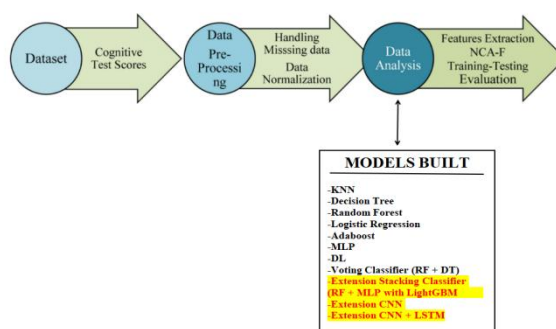 Dataset
Cognitive
Test Scores
Data
Pre-
Processi
ng
Handling
Misssing data
Data
Normalization
Data
Analysis
Features Extraction
NCA-F
Training-Testing
Evaluation
MODELS BUILT
-KNN
-Decision Tree
-Random Forest
-Logistic Regression
-Adaboost
-MLP
-DL
-Voting Classifier (RF + DT)
-Extension Stacking Classifier
(RF + MLP with LightGBM
-Extension CNN
-Extension CNN + LSTM